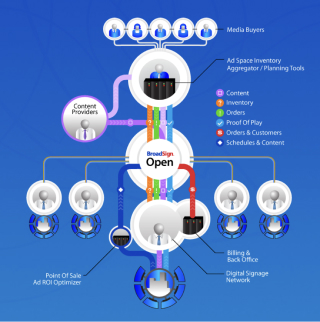 Media Buyers
Ad Space Inventory
Aggregator / Planning Tools
Content
Providers
Content
Inventory
Orders
Proof Of Play
Orders & Customers
Schedules & Content
BroadSign
Open
Billing &
Back Office
Point Of Sale
Ad ROI Optimizer
Digital Signage
Network